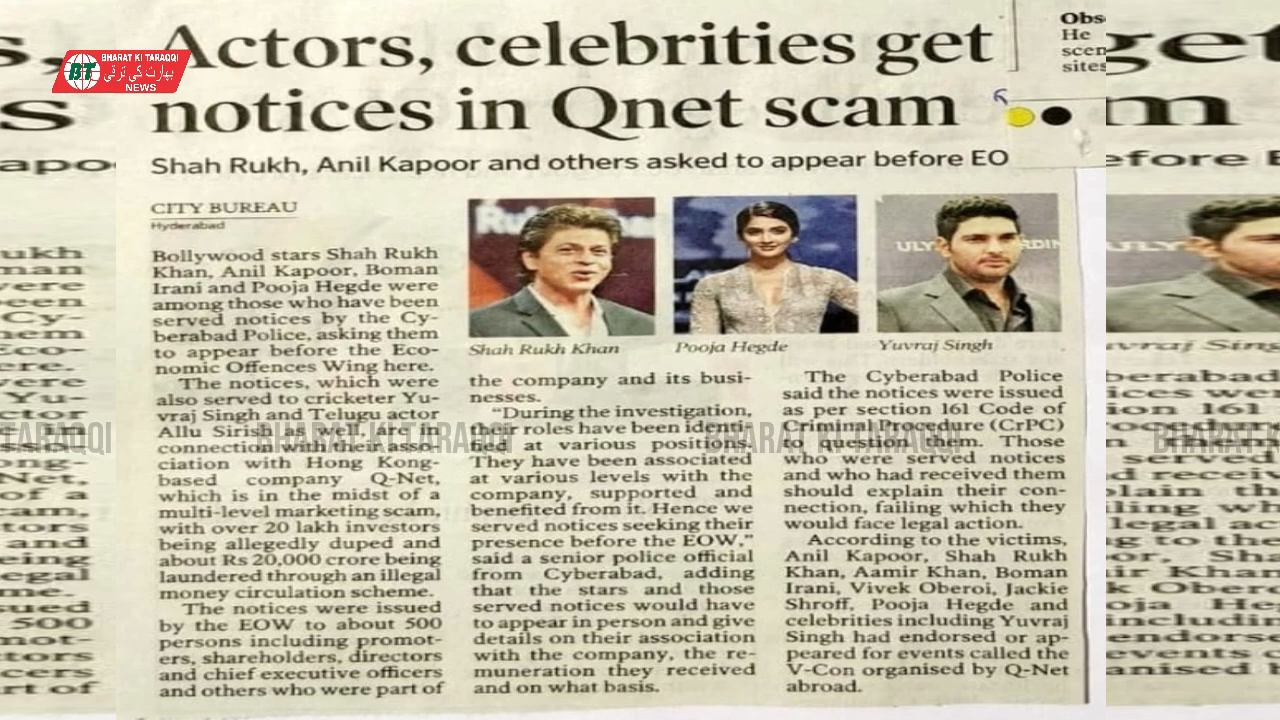 BHARAT KI TARAQQI
بھارت کی ترقی
BT
NEWS
Actors, celebrities get
notices in Qnet scam
Shah Rukh, Anil Kapoor and others asked to appear before EO
Obs
He
scen
sites
CITY BUREAU
Hyderabad
Bollywood stars Shah Rukh
Khan, Anil Kapoor, Boman
Irani and Pooja Hegde were
among those who have been
served notices by the Cy-
berabad Police, asking them
to appear before the Eco-
nomic Offences Wing here.
The notices, which were
also served to cricketer Yu-
vraj Singh and Telugu actor
Allu Sirish as well, are in
connection with their asso-
ciation with Hong Kong-
based company Q-Net,
which is in the midst of a
multi-level marketing scam,
with over 20 lakh investors
being allegedly duped and
about Rs 20,000 crore being
laundered through an illegal
money circulation scheme.
The notices were issued
by the EOW to about 500
persons including promot-
ers, shareholders, directors
and chief executive officers
and others who were part of
Shah Rukh Khan
Pooja Hegde
Yuvraj Singh
the company and its busi-
nesses.
“During the investigation,
their roles have been identi-
fied at various positions.
They have been associated
at various levels with the
company, supported and
benefited from it. Hence we
served notices seeking their
presence before the EOW,”
said a senior police official
from Cyberabad, adding
that the stars and those
served notices would have
to appear in person and give
details on their association
with the company, the re-
muneration they received
and on what basis.
The Cyberabad Police
said the notices were issued
as per section 161 Code of
Criminal Procedure (CrPC)
to question them. Those
who were served notices
and who had received them
should explain their con-
nection, failing which they
would face legal action.
According to the victims,
Anil Kapoor, Shah Rukh
Khan, Aamir Khan, Boman
Irani, Vivek Oberoi, Jackie
Shroff, Pooja Hegde and
celebrities including Yuvraj
Singh had endorsed or ap-
peared for events called the
V-Con organised by Q-Net
abroad.
BHARAT KI TARAQQI
BHARAT KI TARAQQI